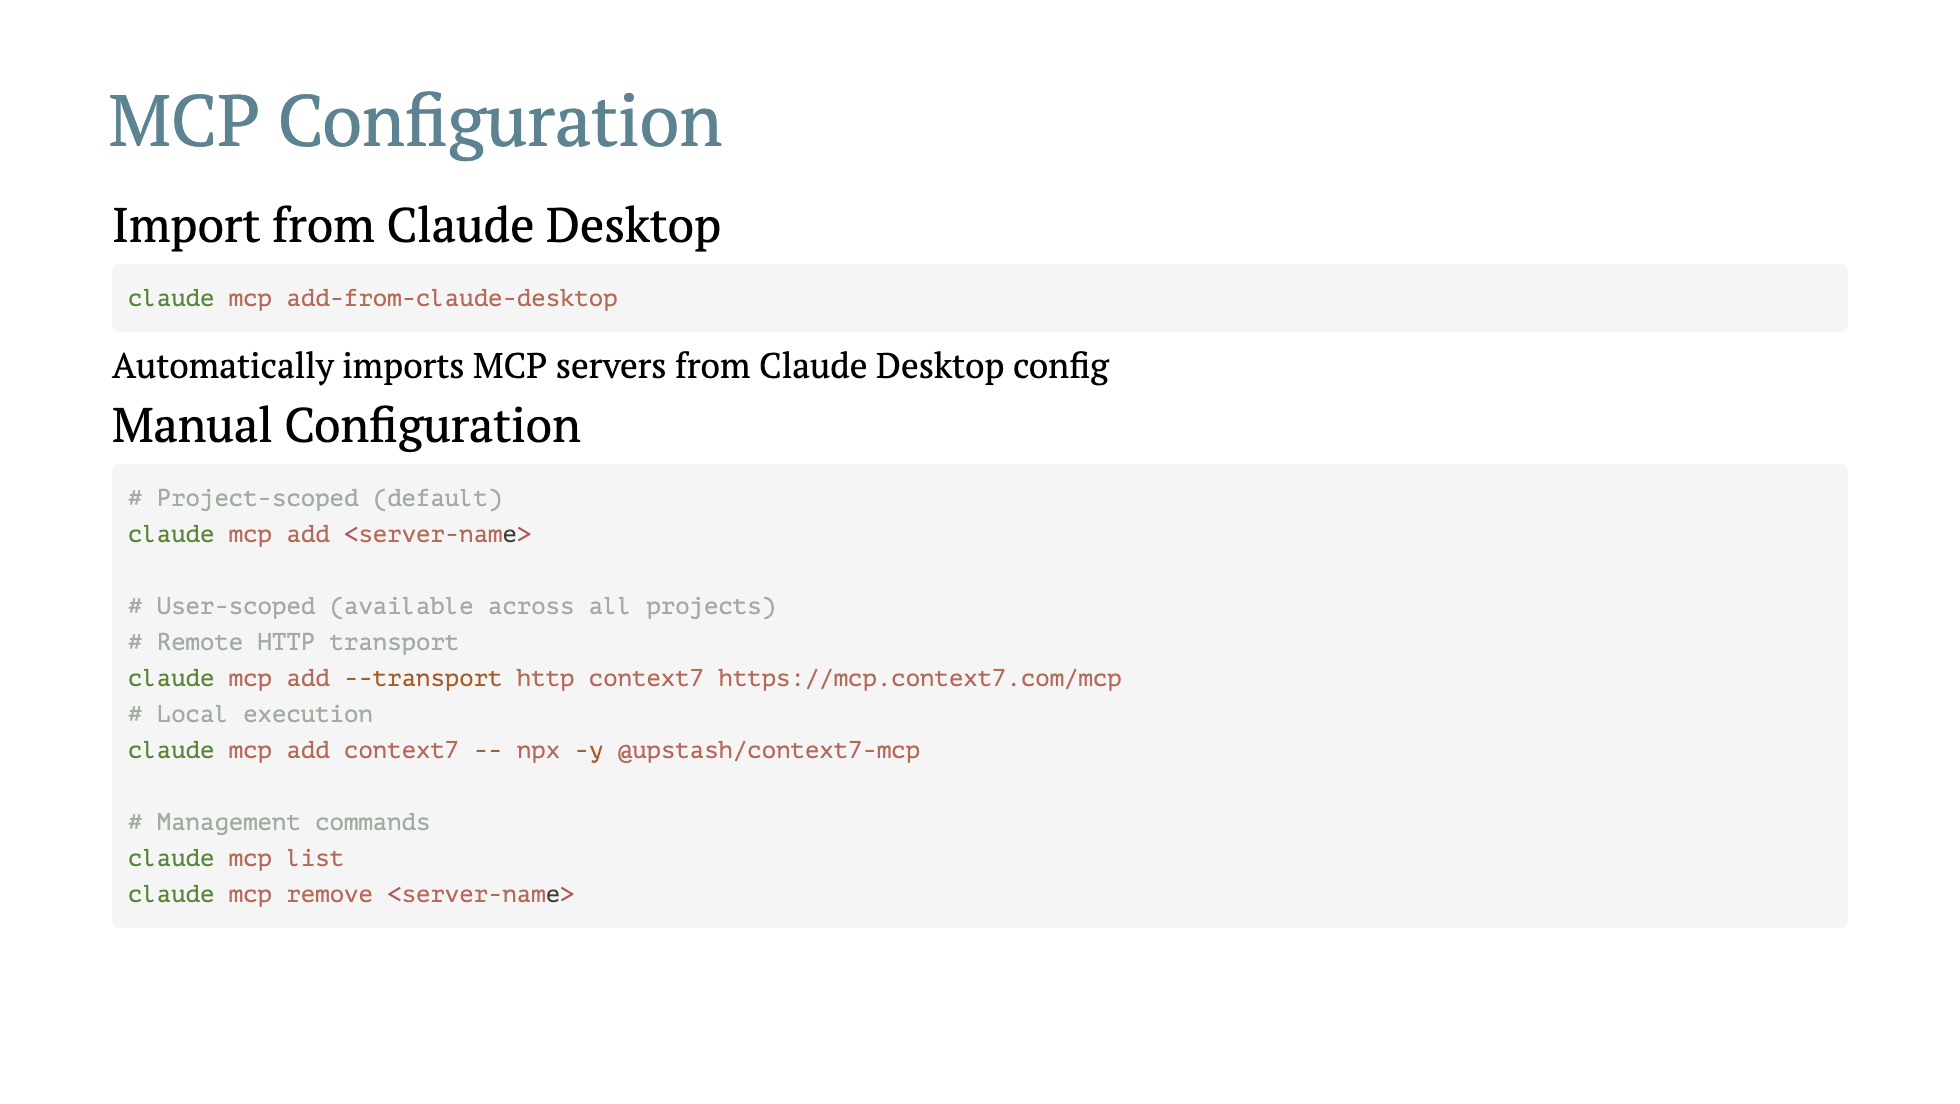 MCP Configuration
Import from Claude Desktop
claude mcp add-from-claude-desktop
Automatically imports MCP servers from Claude Desktop config
Manual Configuration
# Project-scoped (default)
claude mcp add <server-name>
# User-scoped (available across all projects)
# Remote HTTP transport
claude mcp add --transport http context7 https://mcp.context7.com/mcp
# Local execution
claude mcp add context7 -- npx -y @upstash/context7-mcp
# Management commands
claude mcp list
claude mcp remove <server-name>